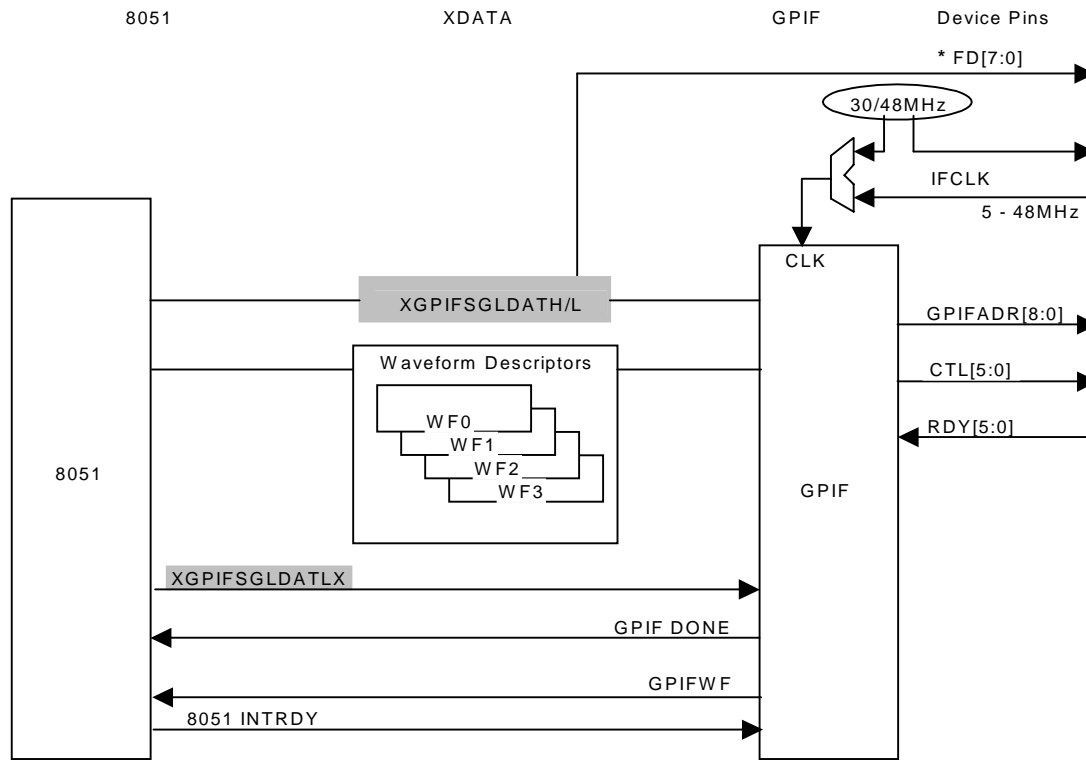 8051 XDATA GPIF Device Pins
* FD[7:0]
30/48MHz
IFCLK
5 - 48MHz
CLK
XGPIFSGLDATH/L
GPIFADR[8:0]
Waveform Descriptors
CTL[5:0]
WF0
RDY[5:0]
WF1
WF2
8051
WF3
GPIF
XGPIFSGLDATLX
GPIF DONE
GPIFWF
8051 INTRDY